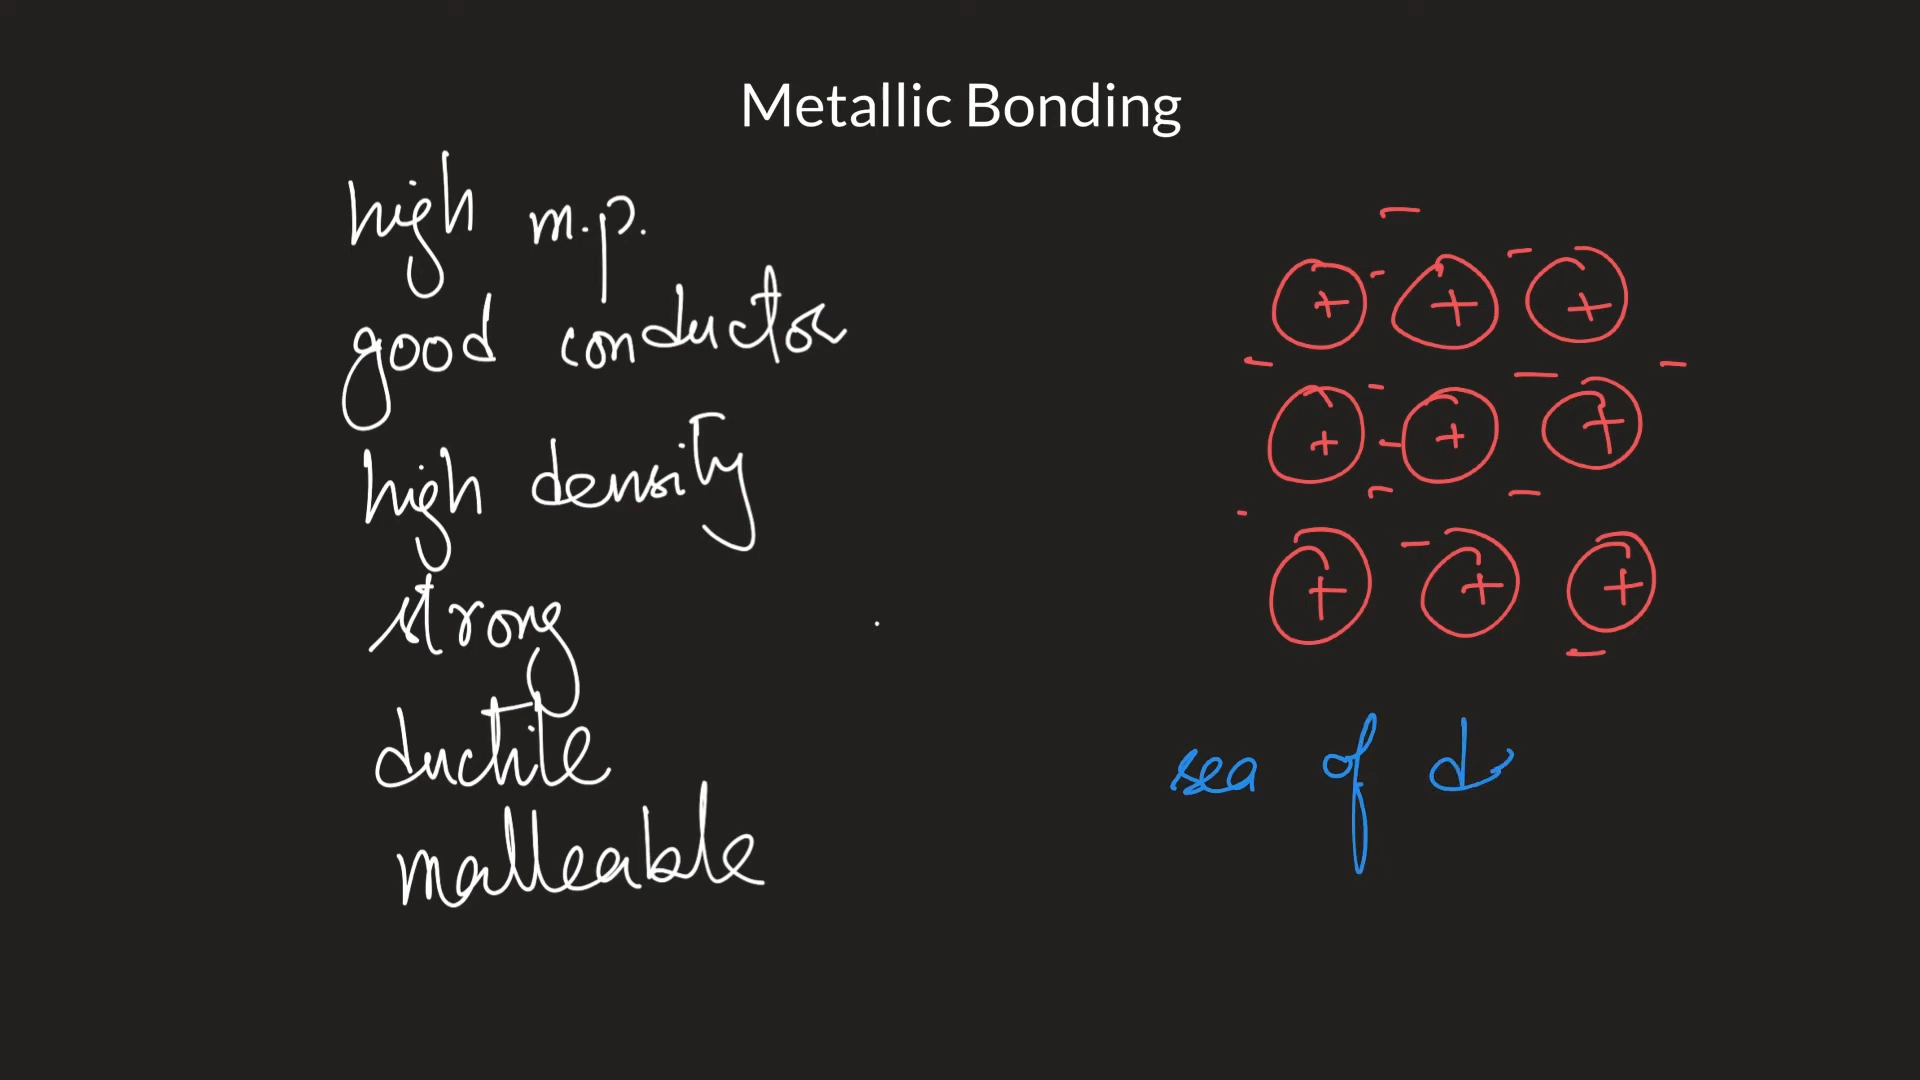 Metallic Bonding
high m.p.
good conductor
high density
strong
ductile
malleable
- - -
+ + +
- - - -
+ - + +
- - -
+ - + +
-
sea of d